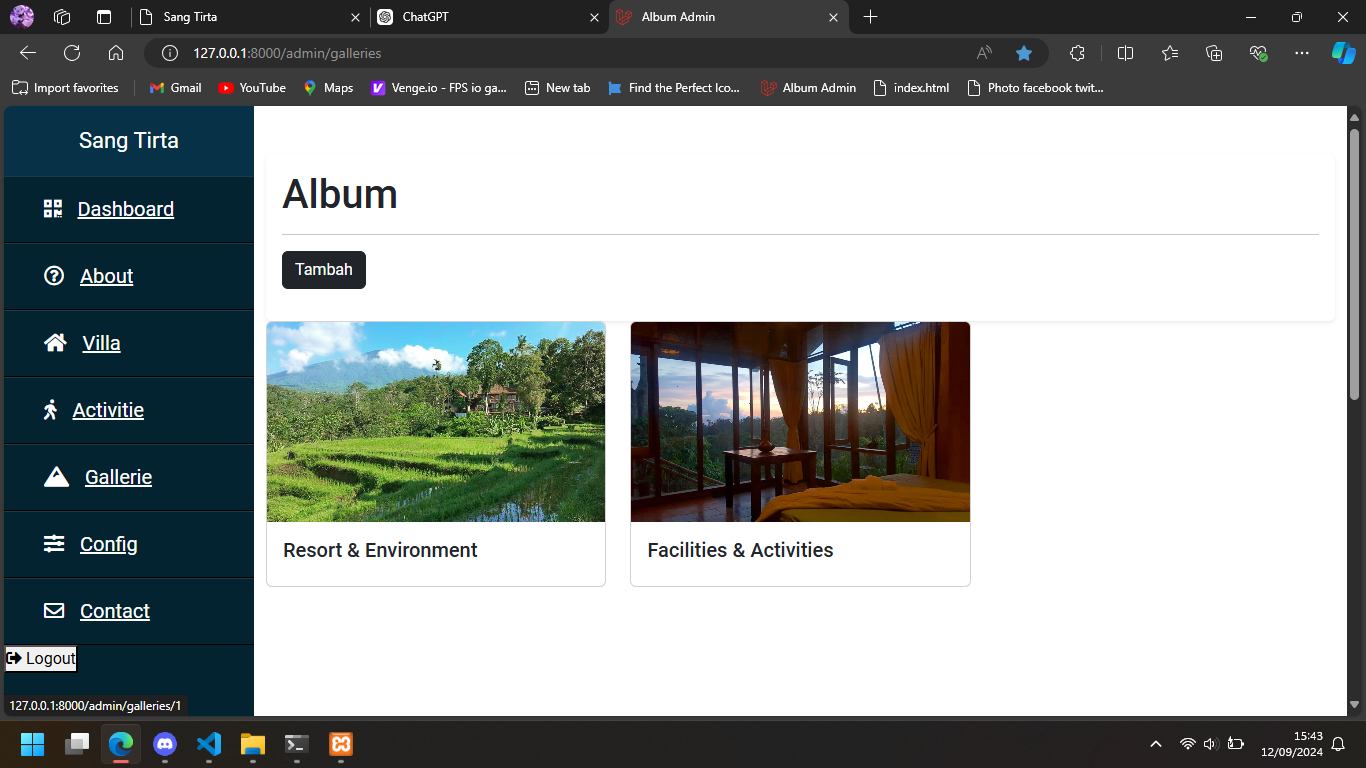 Sang Tirta
ChatGPT
Album Admin
127.0.0.1:8000/admin/galleries
Import favorites
Gmail
YouTube
Maps
Venge.io - FPS io ga...
New tab
Find the Perfect Ico...
Album Admin
index.html
Photo facebook twit...
Sang Tirta
Dashboard
About
Villa
Activitie
Gallerie
Config
Contact
Logout
Album
Tambah
Resort & Environment
Facilities & Activities
127.0.0.1:8000/admin/galleries/1
15:43
12/09/2024